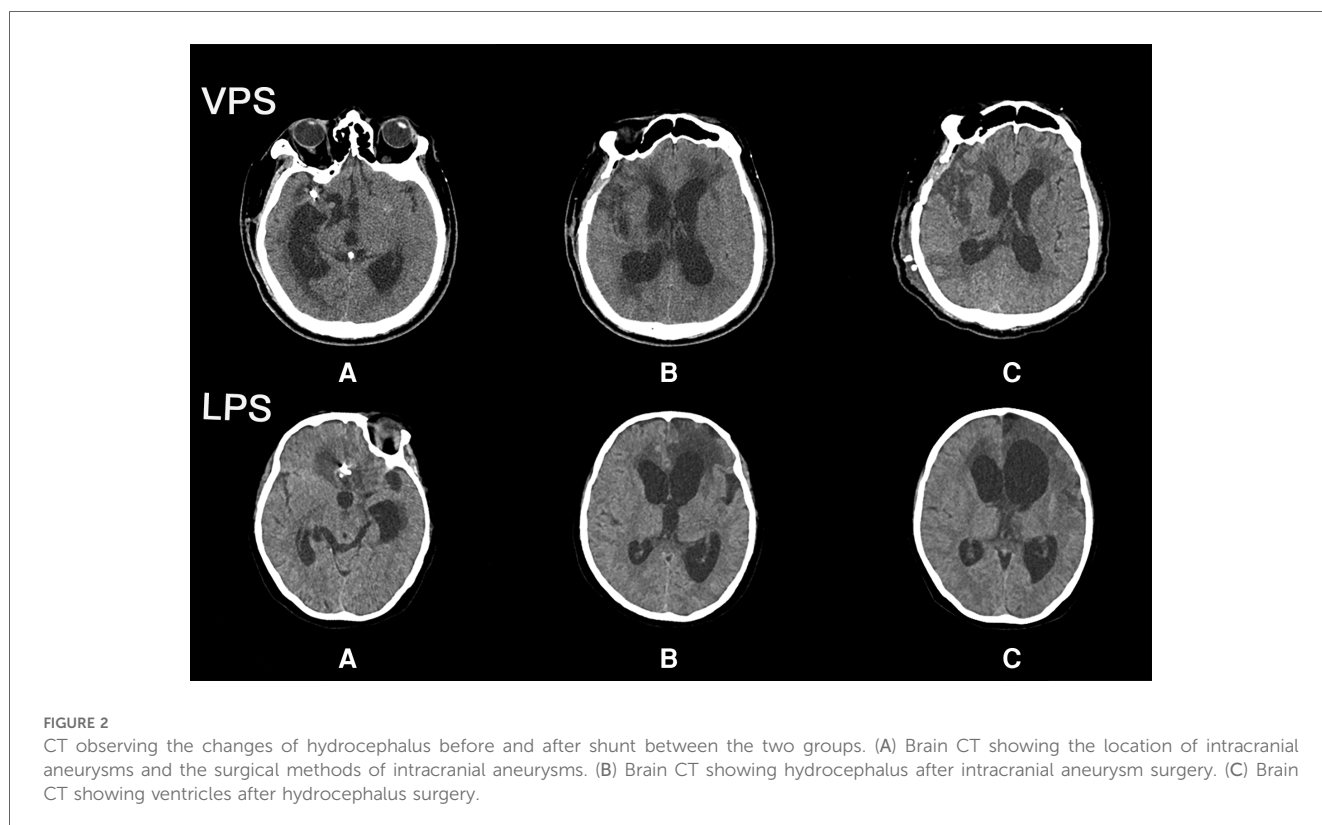 VPS
A
B
C
LPS
A
B
C
FIGURE 2
CT observing the changes of hydrocephalus before and after shunt between the two groups. (A) Brain CT showing the location of intracranial
aneurysms and the surgical methods of intracranial aneurysms. (B) Brain CT showing hydrocephalus after intracranial aneurysm surgery. (C) Brain
CT showing ventricles after hydrocephalus surgery.